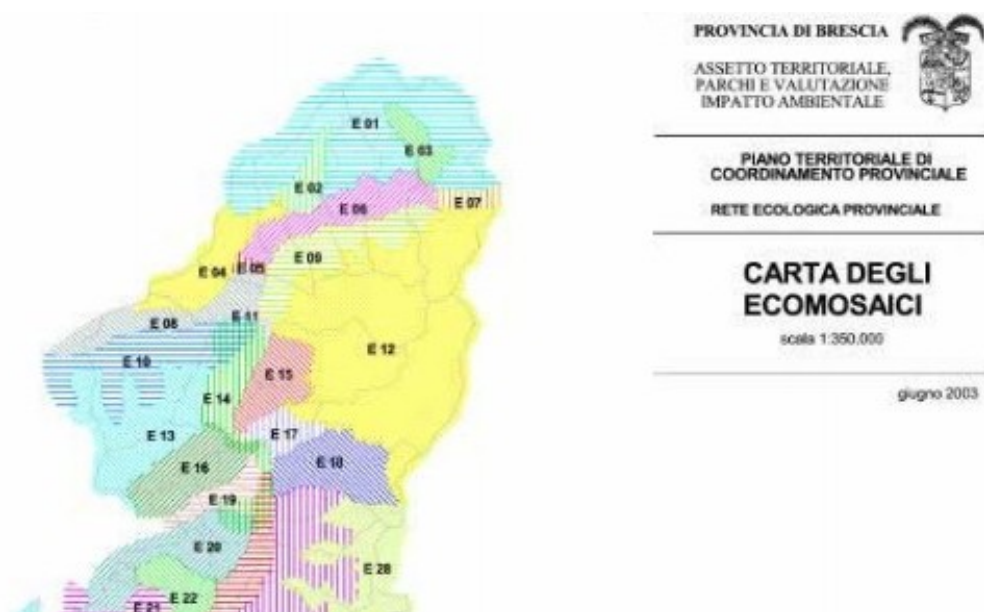 PROVINCIA DI BRESCIA
ASSETTO TERRITORIALE,
PARCHI E VALUTAZIONE
IMPATTO AMBIENTALE
PIANO TERRITORIALE DI
COORDINAMENTO PROVINCIALE
RETE ECOLOGICA PROVINCIALE
CARTA DEGLI
ECOMOSAICI
scala 1:350.000
giugno 2003
E 01
E 03
E 02
E 07
E 06
E 09
E 04
E 05
E 08
E 11
E 12
E 10
E 15
E 14
E 13
E 17
E 16
E 18
E 19
E 20
E 28
E 22
E 21